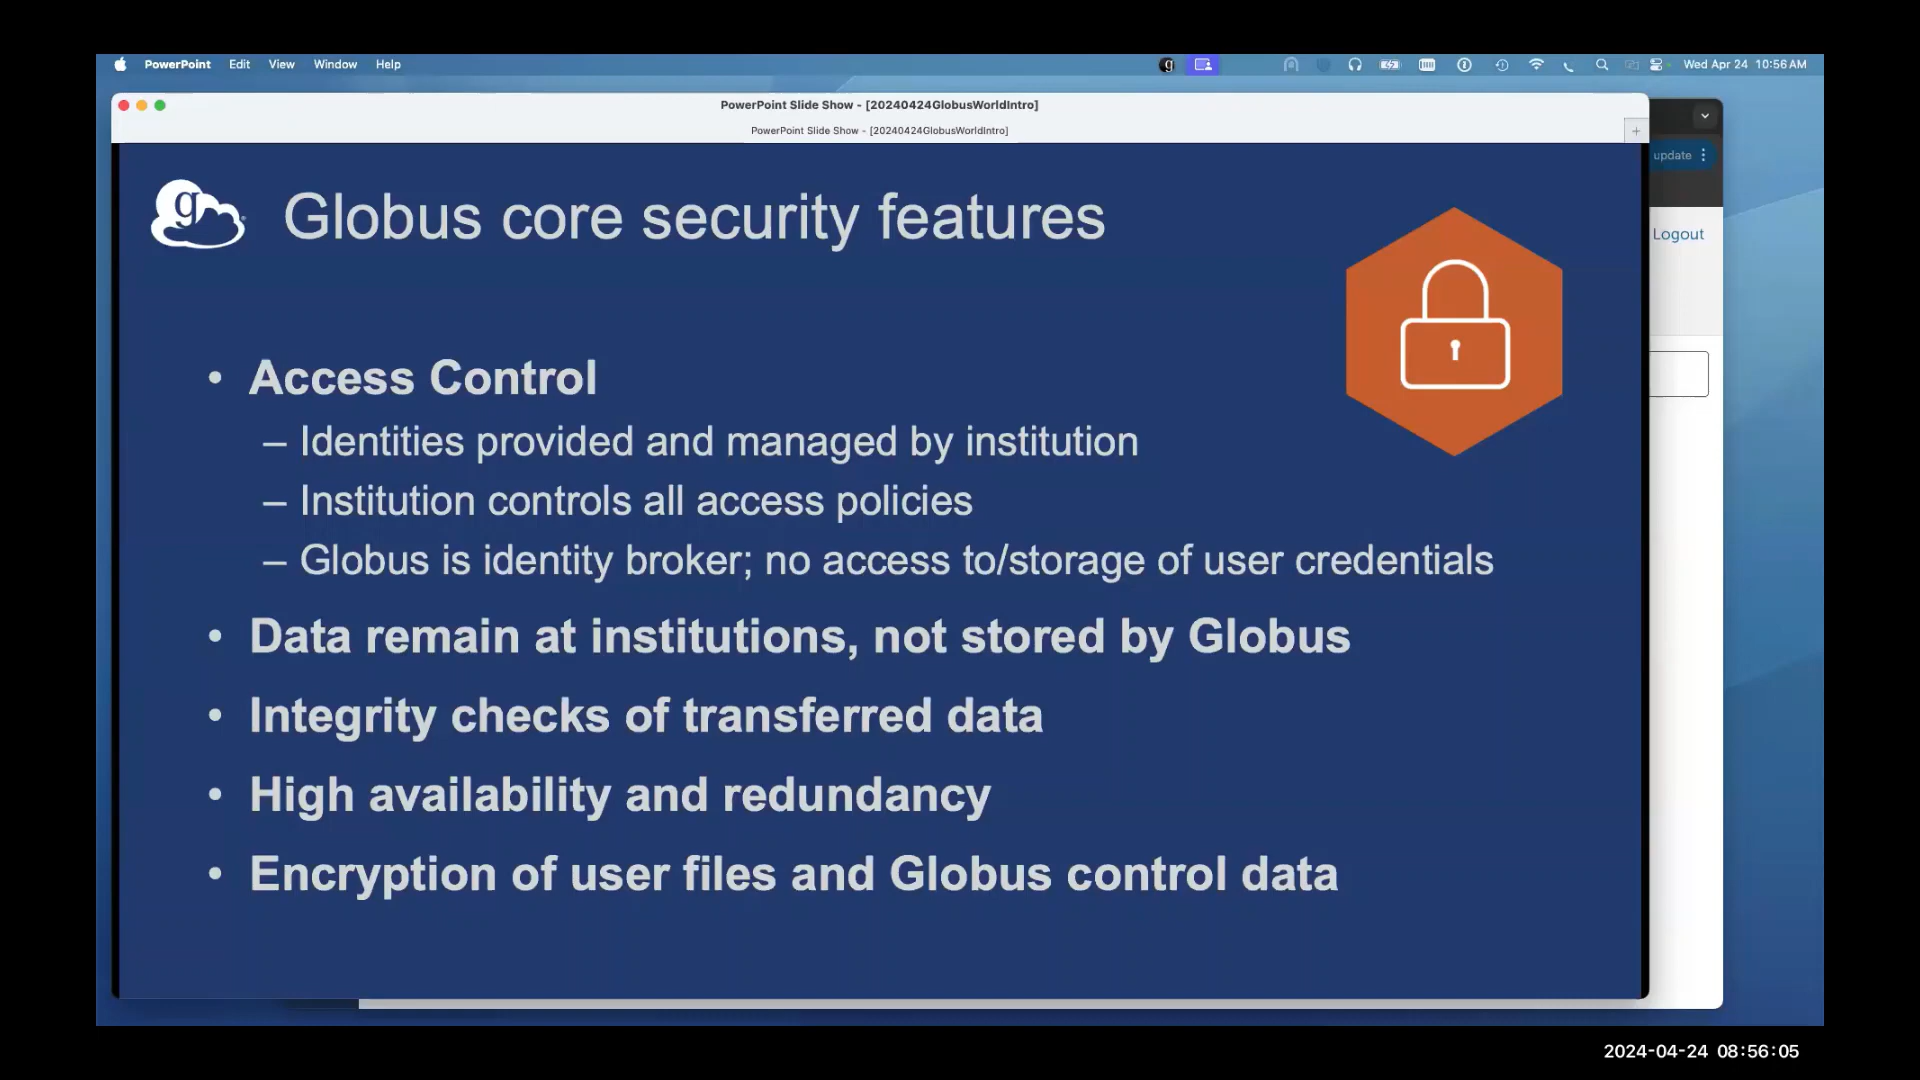 PowerPoint Edit View Window Help
g
Wed Apr 24 10:56AM
PowerPoint Slide Show - [20240424GlobusWorldIntro]
PowerPoint Slide Show - [20240424GlobusWorldIntro]
update
Logout
g
Globus core security features
• Access Control
– Identities provided and managed by institution
– Institution controls all access policies
– Globus is identity broker; no access to/storage of user credentials
• Data remain at institutions, not stored by Globus
• Integrity checks of transferred data
• High availability and redundancy
• Encryption of user files and Globus control data
2024-04-24 08:56:05